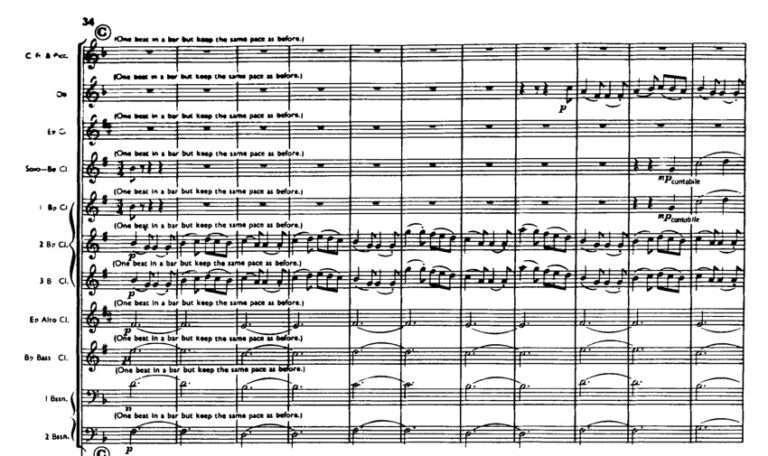 34
C
(One beat in a bar but keep the same pace as before.)
(One beat in a bar but keep the same pace as before.)
Ob
p
(One beat in a bar but keep the same pace as before.)
(One beat in a bar but keep the same pace as before.)
Solo—Bb Cl.
mp cantabile
(One beat in a bar but keep the same pace as before.)
1 Bb Cl
mp cantabile
(One beat in a bar but keep the same pace as before.)
2 Bb Cl.
p
(One beat in a bar but keep the same pace as before.)
3 B Cl.
p
(One beat in a bar but keep the same pace as before.)
Eb Alto Cl.
p
(One beat in a bar but keep the same pace as before.)
Bb Bass Cl.
(One beat in a bar but keep the same pace as before.)
1 Bssn.
p
(One beat in a bar but keep the same pace as before.)
2 Bssn.
p
C